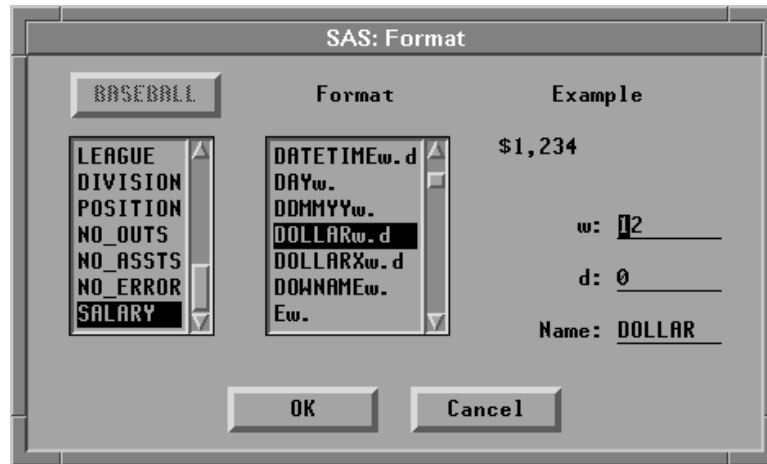 SAS: Format
BASEBALL
Format
Example
LEAGUE
DIVISION
POSITION
NO_OUTS
NO_ASSTS
NO_ERROR
SALARY
DATETIMEw.d
DAYw.
DDMMYYw.
DOLLARw.d
DOLLARXw.d
DOWNAMEw.
Ew.
$1,234
w: 12
d: 0
Name: DOLLAR
OK
Cancel